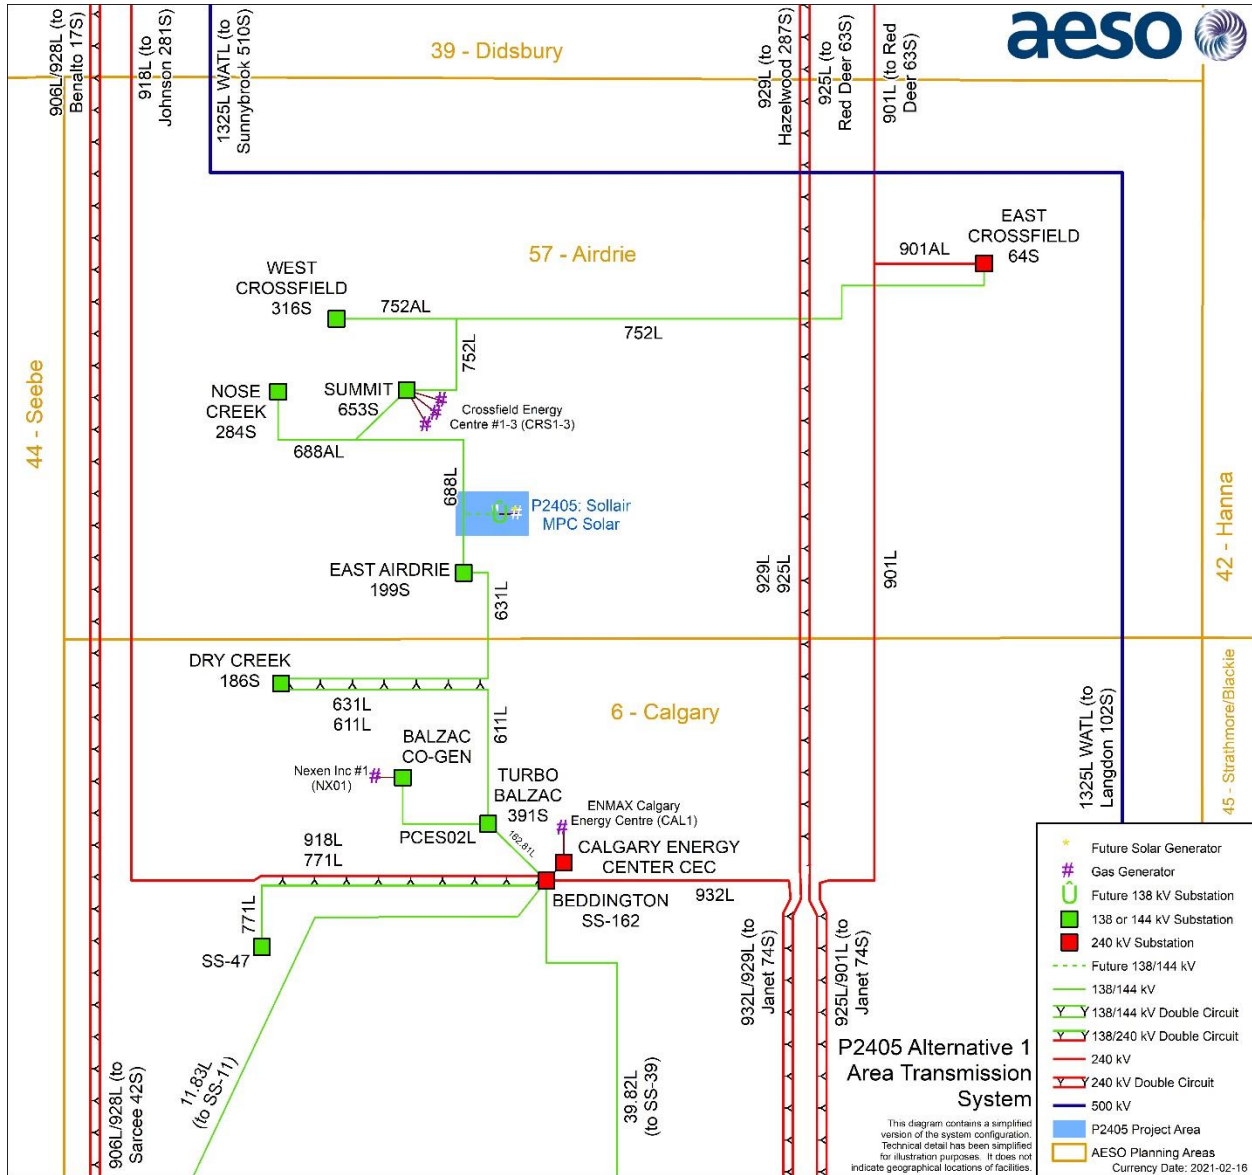 aeso
39 - Didsbury
906L/928L (to
Benalto 17S)
918L (to
Johnson 281S)
1325L WATL (to
Sunnybrook 510S)
929L (to
Hazelwood 287S)
925L (to
Red Deer 63S)
901L (to Red
Deer 63S)
57 - Airdrie
EAST
CROSSFIELD
64S
901AL
WEST
CROSSFIELD
316S
752AL
752L
752L
44 - Seebe
NOSE
CREEK
284S
SUMMIT
653S
Crossfield Energy
Centre #1-3 (CRS1-3)
688AL
688L
P2405: Sollair
MPC Solar
42 - Hanna
EAST AIRDRIE
199S
631L
929L
925L
901L
DRY CREEK
186S
631L
611L
6 - Calgary
611L
BALZAC
CO-GEN
Nexen Inc #1
(NX01)
TURBO
BALZAC
391S
PCES02L
162.81L
ENMAX Calgary
Energy Centre (CAL1)
CALGARY ENERGY
CENTER CEC
1325L WATL (to
Langdon 102S)
45 - Strathmore/Blackie
918L
771L
BEDDINGTON
SS-162
932L
771L
SS-47
932L/929L (to
Janet 74S)
925L/901L (to
Janet 74S)
906L/928L (to
Sarcee 42S)
11.83L
(to SS-11)
39.82L
(to SS-39)
P2405 Alternative 1
Area Transmission
System
This diagram contains a simplified
version of the system configuration.
Technical detail has been simplified
for illustration purposes. It does not
indicate geographical locations of facilities.
Future Solar Generator
Gas Generator
Future 138 kV Substation
138 or 144 kV Substation
240 kV Substation
Future 138/144 kV
138/144 kV
138/144 kV Double Circuit
138/240 kV Double Circuit
240 kV
240 kV Double Circuit
500 kV
P2405 Project Area
AESO Planning Areas
Currency Date: 2021-02-16